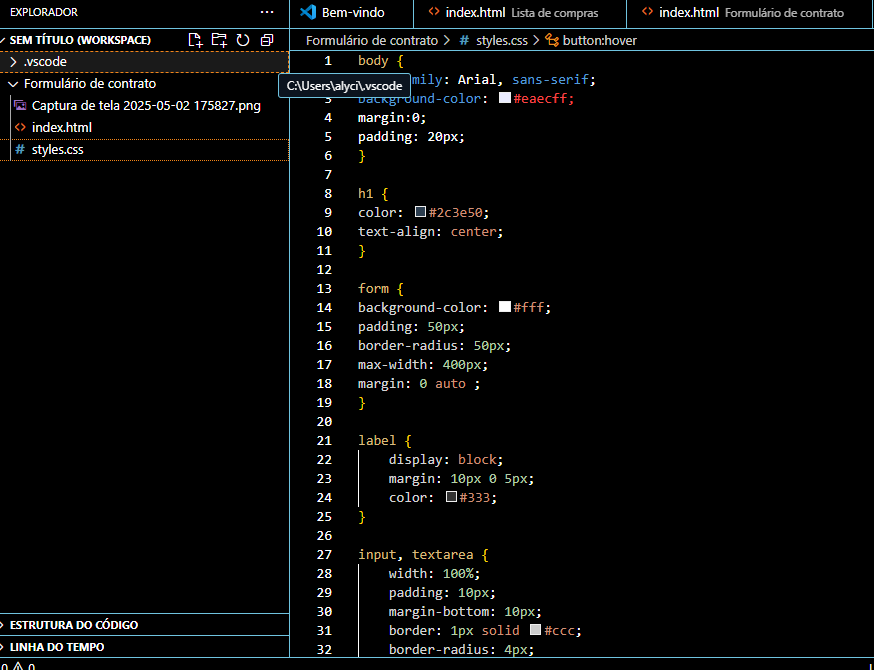 EXPLORADOR ...
SEM TÍTULO (WORKSPACE)
.vscode
Formulário de contrato
Captura de tela 2025-05-02 175827.png
index.html
styles.css
ESTRUTURA DO CÓDIGO
LINHA DO TEMPO
0 0
Bem-vindo
index.html Lista de compras
index.html Formulário de contrato
Formulário de contrato > # styles.css > button:hover
C:\Users\alyci\.vscode
1 body {
mily: Arial, sans-serif;
3 background-color: #eaecff;
4 margin:0;
5 padding: 20px;
6 }
7
8 h1 {
9 color: #2c3e50;
10 text-align: center;
11 }
12
13 form {
14 background-color: #fff;
15 padding: 50px;
16 border-radius: 50px;
17 max-width: 400px;
18 margin: 0 auto ;
19 }
20
21 label {
22 display: block;
23 margin: 10px 0 5px;
24 color: #333;
25 }
26
27 input, textarea {
28 width: 100%;
29 padding: 10px;
30 margin-bottom: 10px;
31 border: 1px solid #ccc;
32 border-radius: 4px;